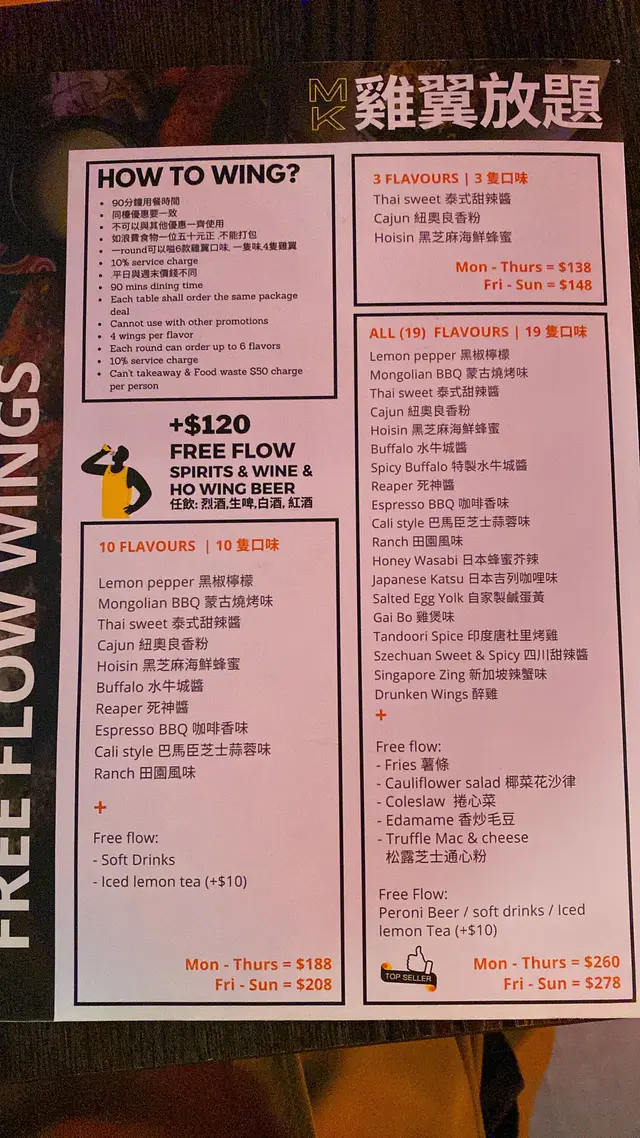 MK 雞翼放題
FREE FLOW WINGS
HOW TO WING?
• 90分鐘用餐時間
• 同檯優惠要一致
• 不可以與其他優惠一齊使用
• 如浪費食物一位五十元正 ,不能打包
• 一round可以嗌6款雞翼口味, 一隻味4隻雞翼
• 10% service charge
• 平日與週末價錢不同
• 90 mins dining time
• Each table shall order the same package
deal
• Cannot use with other promotions
• 4 wings per flavor
• Each round can order up to 6 flavors
• 10% service charge
• Can't takeaway & Food waste $50 charge
per person
+$120
FREE FLOW
SPIRITS & WINE &
HO WING BEER
任飲: 烈酒,生啤,白酒, 紅酒
10 FLAVOURS | 10 隻口味
Lemon pepper 黑椒檸檬
Mongolian BBQ 蒙古燒烤味
Thai sweet 泰式甜辣醬
Cajun 紐奧良香粉
Hoisin 黑芝麻海鮮蜂蜜
Buffalo 水牛城醬
Reaper 死神醬
Espresso BBQ 咖啡香味
Cali style 巴馬臣芝士蒜蓉味
Ranch 田園風味
+
Free flow:
- Soft Drinks
- Iced lemon tea (+$10)
Mon - Thurs = $188
Fri - Sun = $208
3 FLAVOURS | 3 隻口味
Thai sweet 泰式甜辣醬
Cajun 紐奧良香粉
Hoisin 黑芝麻海鮮蜂蜜
Mon - Thurs = $138
Fri - Sun = $148
ALL (19) FLAVOURS | 19 隻口味
Lemon pepper 黑椒檸檬
Mongolian BBQ 蒙古燒烤味
Thai sweet 泰式甜辣醬
Cajun 紐奧良香粉
Hoisin 黑芝麻海鮮蜂蜜
Buffalo 水牛城醬
Spicy Buffalo 特製水牛城醬
Reaper 死神醬
Espresso BBQ 咖啡香味
Cali style 巴馬臣芝士蒜蓉味
Ranch 田園風味
Honey Wasabi 日本蜂蜜芥辣
Japanese Katsu 日本吉列咖哩味
Salted Egg Yolk 自家製鹹蛋黃
Gai Bo 雞煲味
Tandoori Spice 印度唐杜里烤雞
Szechuan Sweet & Spicy 四川甜辣醬
Singapore Zing 新加坡辣蟹味
Drunken Wings 醉雞
+
Free flow:
- Fries 薯條
- Cauliflower salad 椰菜花沙律
- Coleslaw 捲心菜
- Edamame 香炒毛豆
- Truffle Mac & cheese
松露芝士通心粉
Free Flow:
Peroni Beer / soft drinks / Iced
lemon Tea (+$10)
TOP SELLER
Mon - Thurs = $260
Fri - Sun = $278